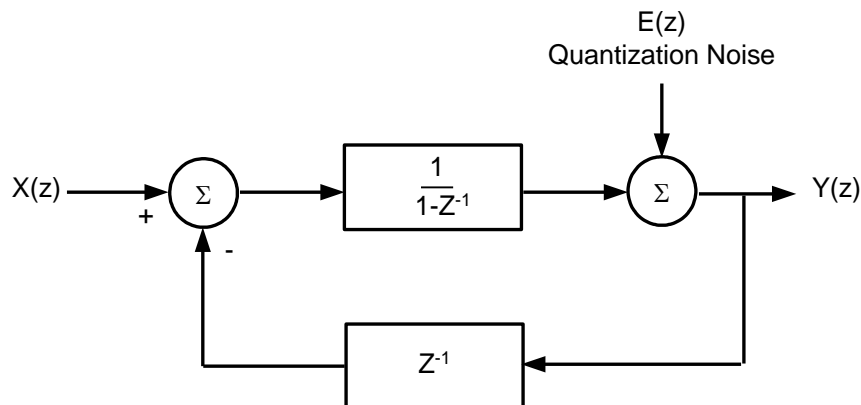 E(z)
Quantization Noise
X(z)
+
Σ
1
1-Z⁻¹
Σ
Y(z)
-
Z⁻¹